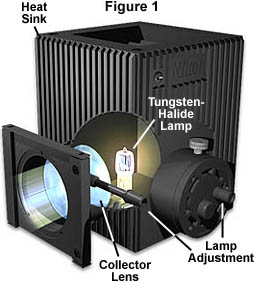 Figure 1
Heat
Sink
Tungsten-
Halide
Lamp
Collector
Lens
Lamp
Adjustment